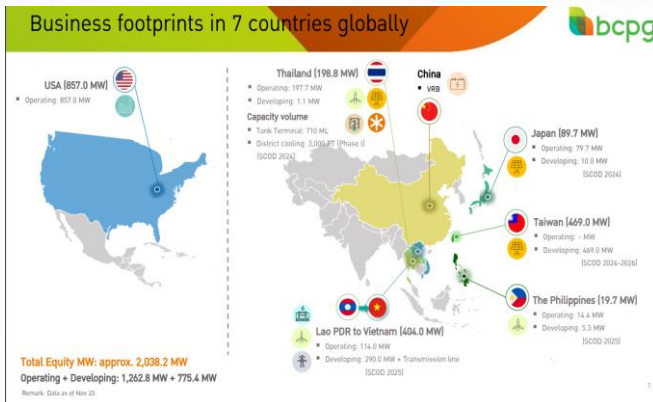 Business footprints in 7 countries globally
bcpg
USA (857.0 MW)
Operating: 857.0 MW
Thailand (198.8 MW)
Operating: 197.7 MW
Developing: 1.1 MW
Capacity volume
Tank Terminal: 710 ML
District cooling: 3,000 RT (Phase I)
(SCOD 2024)
China
VRB
Japan (89.7 MW)
Operating: 79.7 MW
Developing: 10.0 MW
(SCOD 2024)
Taiwan (469.0 MW)
Operating: - MW
Developing: 469.0 MW
(SCOD 2024-2026)
The Philippines (19.7 MW)
Operating: 14.4 MW
Developing: 5.3 MW
(SCOD 2025)
Lao PDR to Vietnam (404.0 MW)
Operating: 114.0 MW
Developing: 290.0 MW + Transmission line
(SCOD 2025)
Total Equity MW: approx. 2,038.2 MW
Operating + Developing: 1,262.8 MW + 775.4 MW
Remark: Data as of Nov 23
7